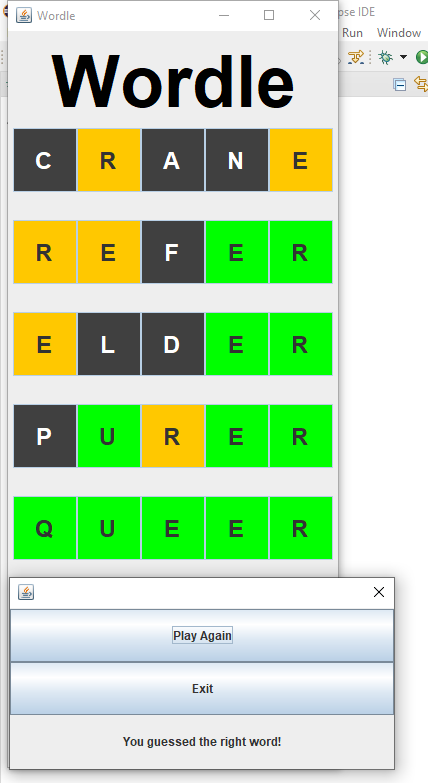 Wordle
pse IDE
Run Window
Wordle
C R A N E
R E F E R
E L D E R
P U R E R
Q U E E R
Play Again
Exit
You guessed the right word!